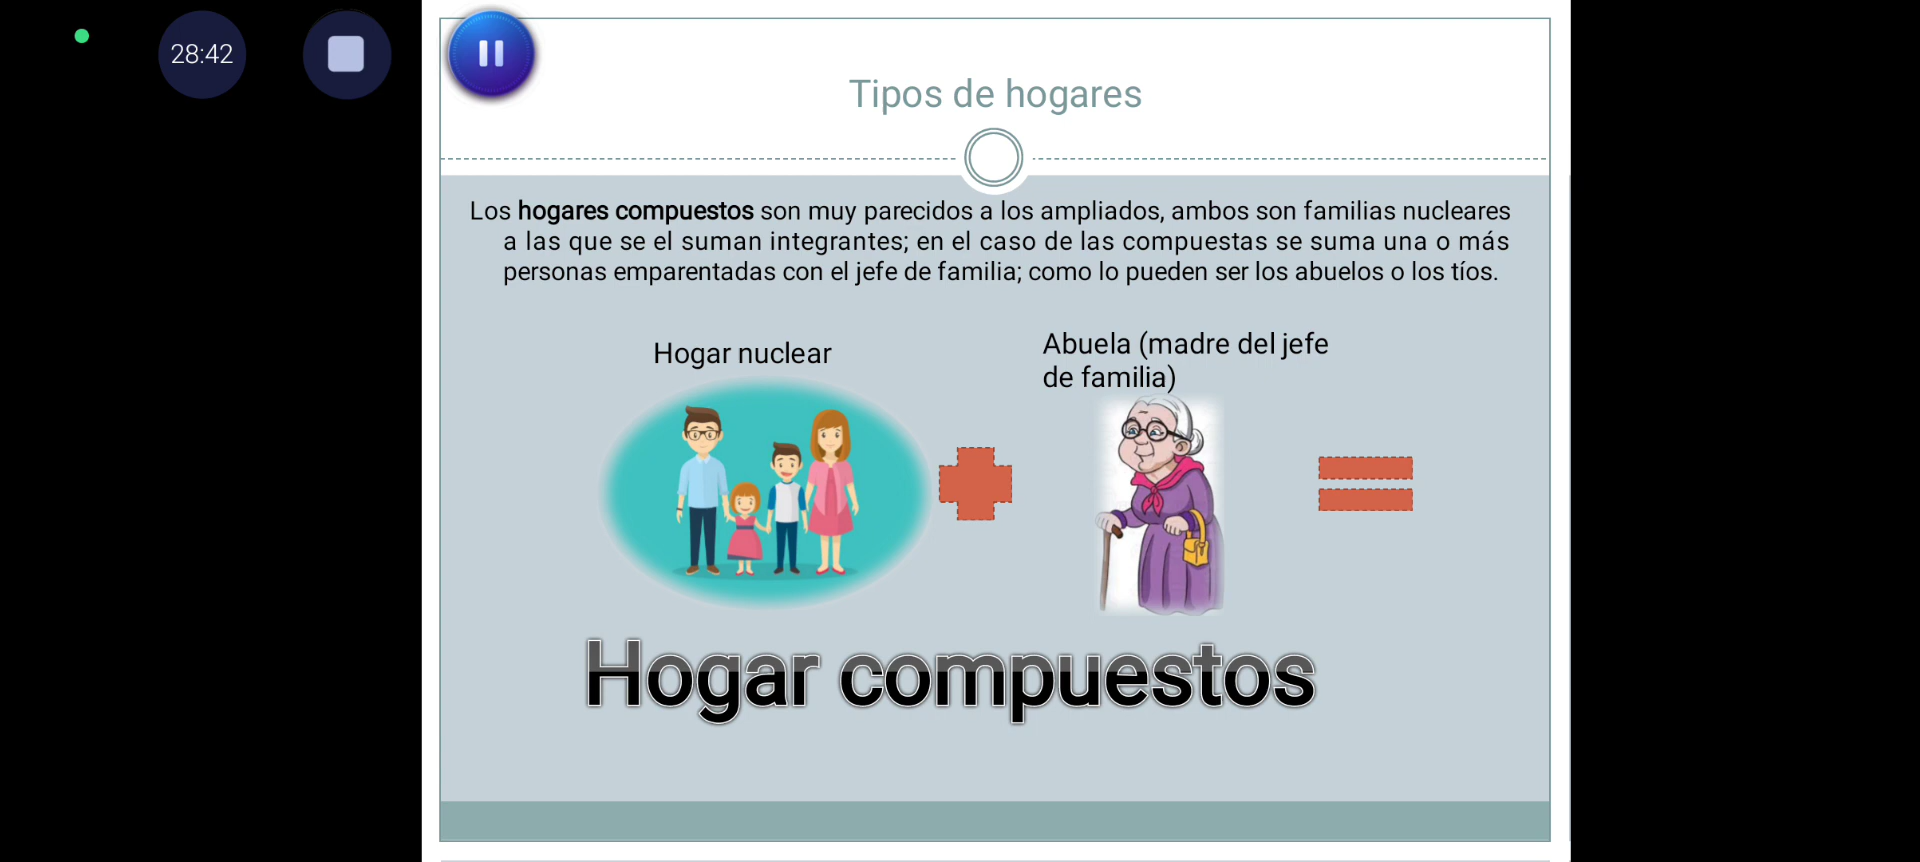 28:42
Tipos de hogares
Los hogares compuestos son muy parecidos a los ampliados, ambos son familias nucleares
a las que se el suman integrantes; en el caso de las compuestas se suma una o más
personas emparentadas con el jefe de familia; como lo pueden ser los abuelos o los tíos.
Hogar nuclear
Abuela (madre del jefe
de familia)
Hogar compuestos